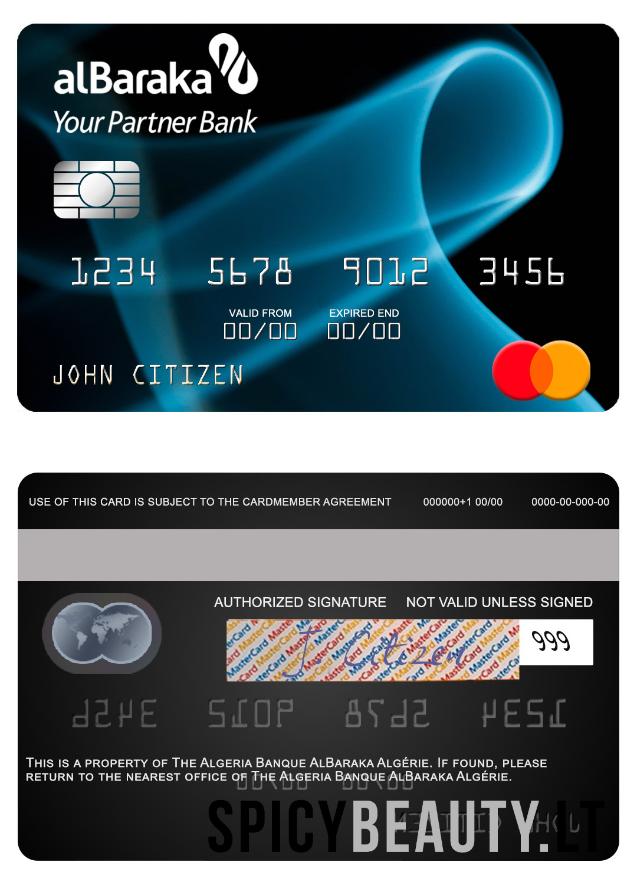 alBaraka
Your Partner Bank
1234 5678 9012 3456
VALID FROM EXPIRED END
00/00 00/00
JOHN CITIZEN
USE OF THIS CARD IS SUBJECT TO THE CARDMEMBER AGREEMENT 000000+1 00/00 0000-00-000-00
AUTHORIZED SIGNATURE NOT VALID UNLESS SIGNED
J. Citizen 999
THIS IS A PROPERTY OF THE ALGERIA BANQUE ALBARAKA ALGÉRIE. IF FOUND, PLEASE
RETURN TO THE NEAREST OFFICE OF THE ALGERIA BANQUE ALBARAKA ALGÉRIE.
SPICYBEAUTY.LT